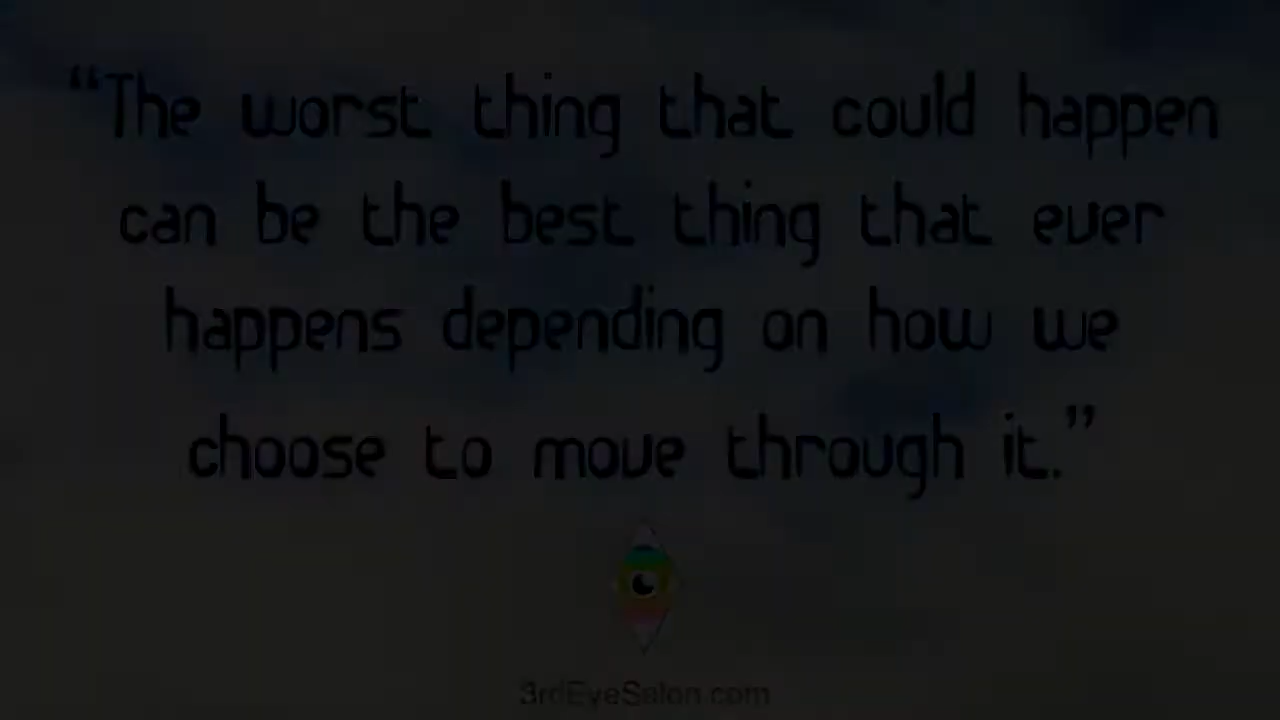 “The worst thing that could happen
can be the best thing that ever
happens depending on how we
choose to move through it.”
3rdEyeSalon.com